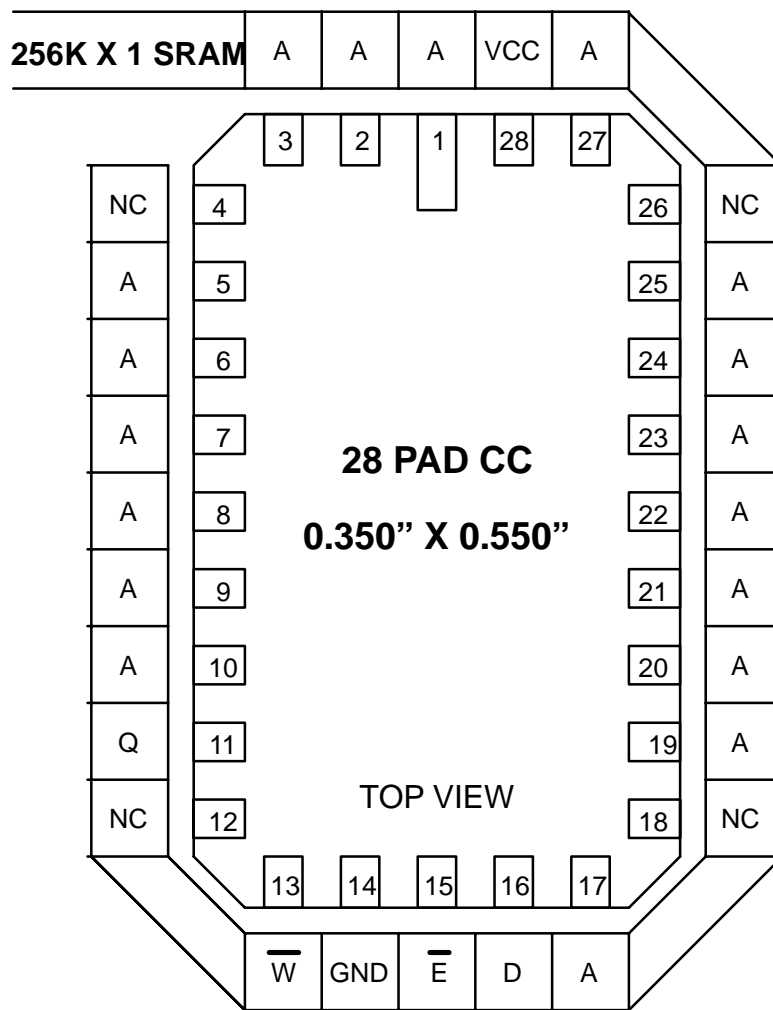 256K X 1 SRAM A A A VCC A
3 2 1 28 27
NC 4 26 NC
A 5 25 A
A 6 24 A
A 7 23 A
28 PAD CC
A 8 22 A
0.350” X 0.550”
A 9 21 A
A 10 20 A
Q 11 19 A
TOP VIEW
NC 12 18 NC
13 14 15 16 17
W̅ GND E̅ D A